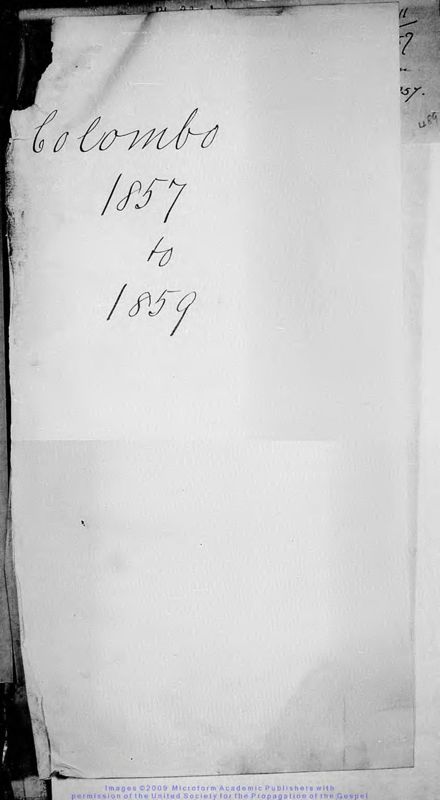 Colombo
1857
to
1859
Images ©2009 Microform Academic Publishers with
permission of the United Society for the Propagation of the Gospel